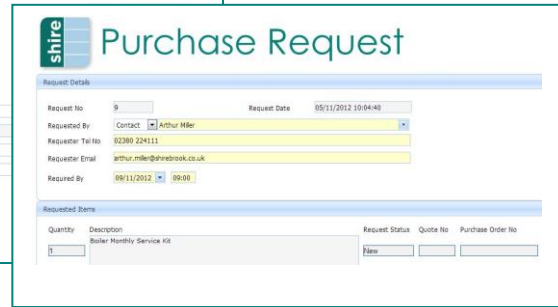 shire
Purchase Request
Request Details
Request No 9 Request Date 05/11/2012 10:04:40
Requested By Contact Arthur Miller
Requester Tel No 02380 224111
Requester Email arthur.miller@shirebrook.co.uk
Required By 09/11/2012 09:00
Requested Items
Quantity Description Request Status Quote No Purchase Order No
1 Boiler Monthly Service Kit New